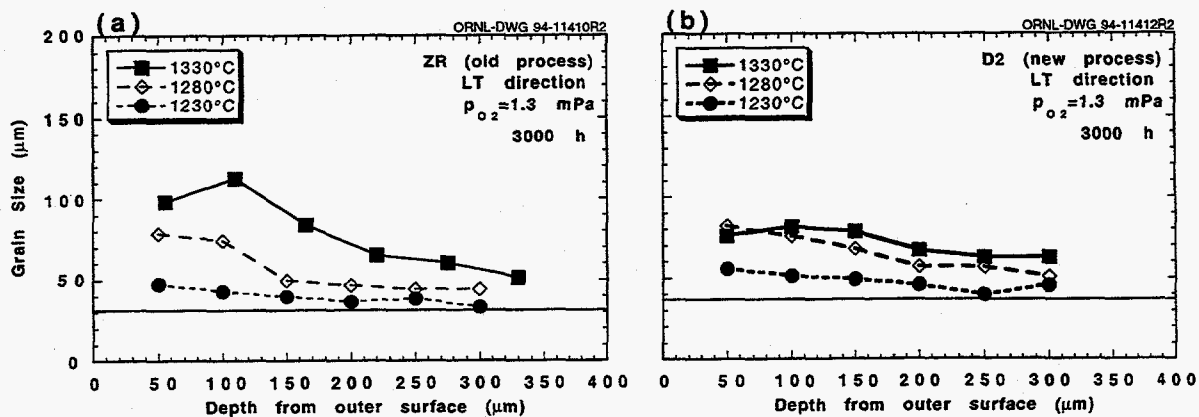 (a)
ORNL-DWG 94-11410R2
1330°C
1280°C
1230°C
ZR (old process)
LT direction
pO2=1.3 mPa
3000 h
Grain Size (μm)
200
150
100
50
0
0 50 100 150 200 250 300 350 400
Depth from outer surface (μm)
(b)
ORNL-DWG 94-11412R2
1330°C
1280°C
1230°C
D2 (new process)
LT direction
pO2=1.3 mPa
3000 h
0 50 100 150 200 250 300 350 400
Depth from outer surface (μm)